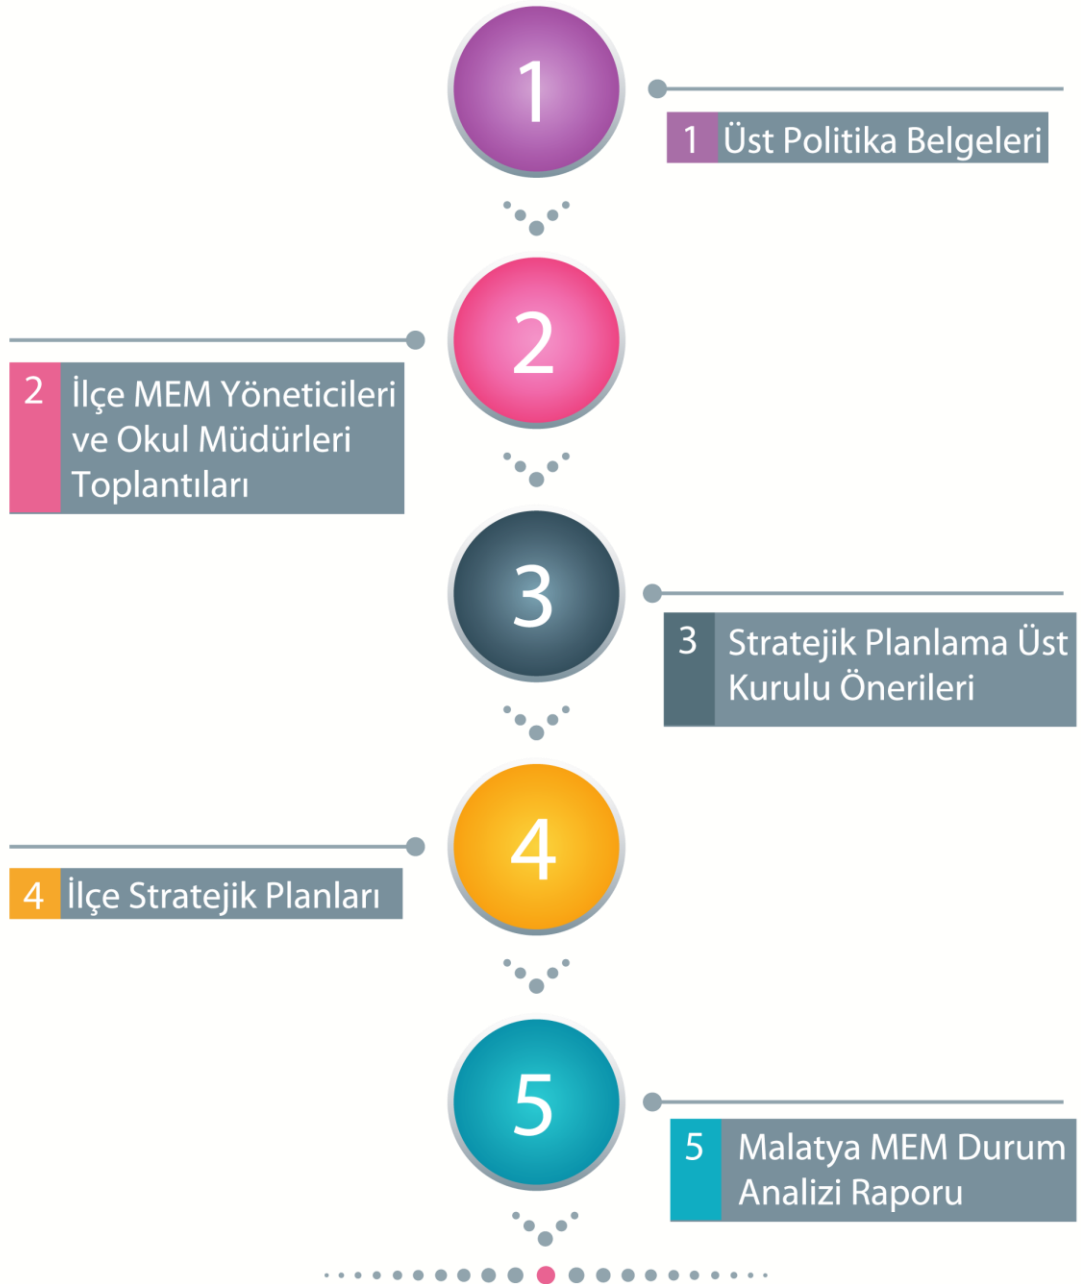 1
1 Üst Politika Belgeleri
2
2 İlçe MEM Yöneticileri
ve Okul Müdürleri
Toplantıları
3
3 Stratejik Planlama Üst
Kurulu Önerileri
4
4 İlçe Stratejik Planları
5
5 Malatya MEM Durum
Analizi Raporu